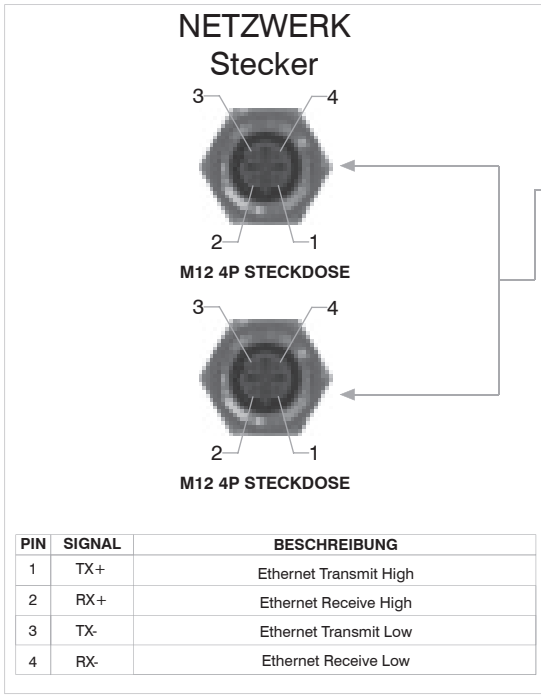 NETZWERK
Stecker
3 4
2 1
M12 4P STECKDOSE
3 4
2 1
M12 4P STECKDOSE
PIN SIGNAL BESCHREIBUNG
1 TX+ Ethernet Transmit High
2 RX+ Ethernet Receive High
3 TX- Ethernet Transmit Low
4 RX- Ethernet Receive Low